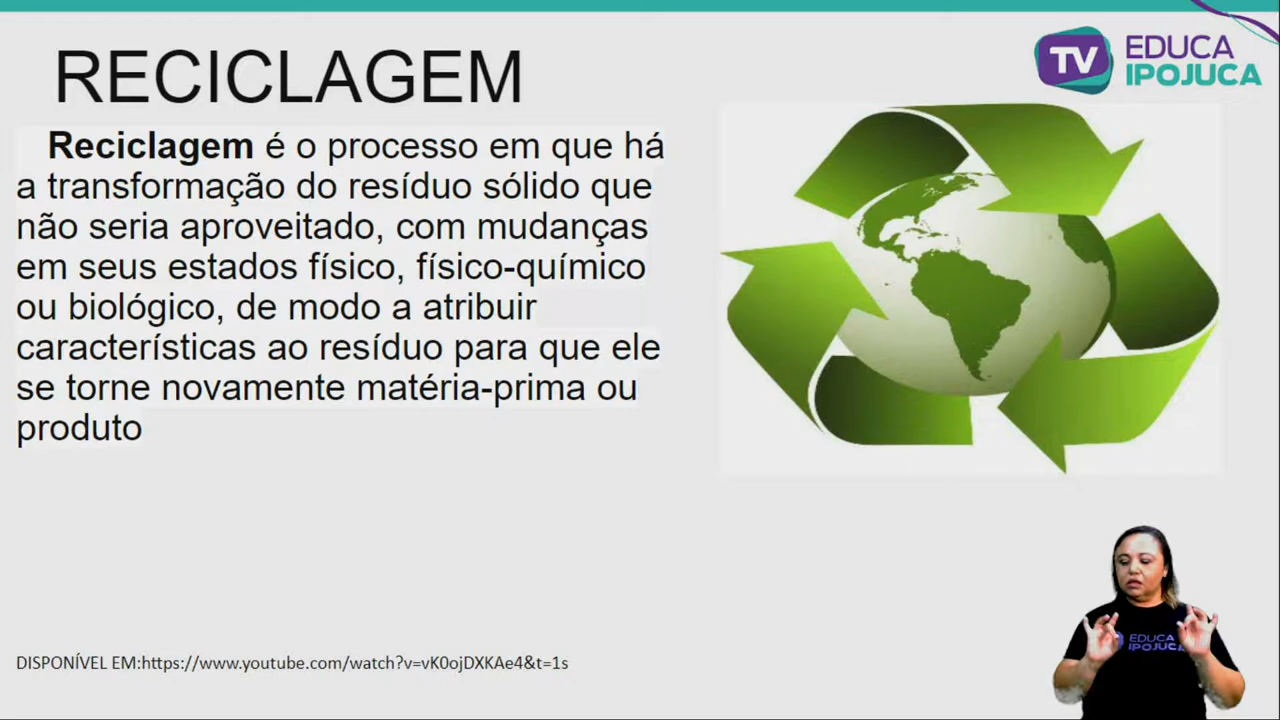 RECICLAGEM
TV EDUCA
IPOJUCA
Reciclagem é o processo em que há
a transformação do resíduo sólido que
não seria aproveitado, com mudanças
em seus estados físico, físico-químico
ou biológico, de modo a atribuir
características ao resíduo para que ele
se torne novamente matéria-prima ou
produto
EDUCA
IPOJUCA
DISPONÍVEL EM:https://www.youtube.com/watch?v=vK0ojDXKAe4&t=1s